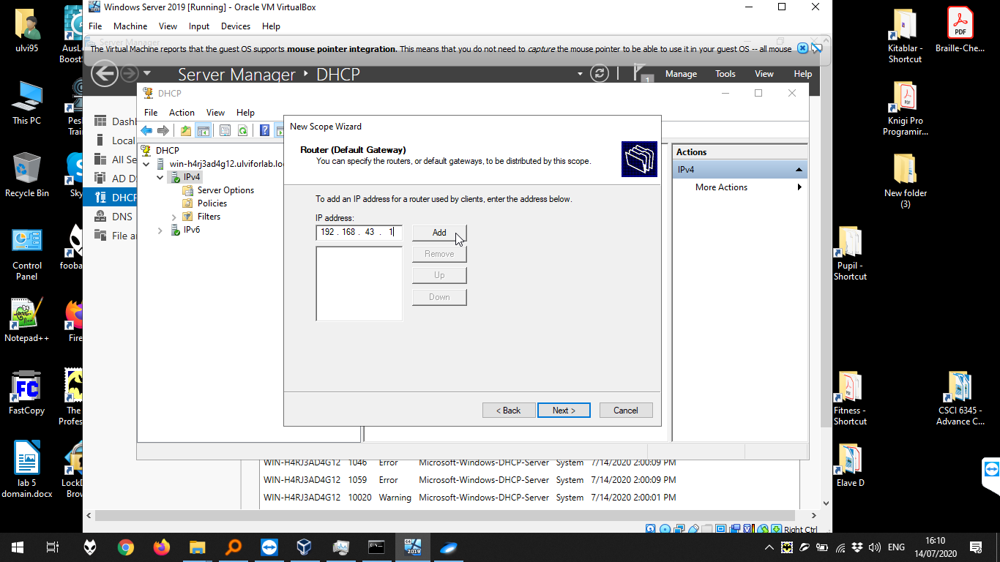 Windows Server 2019 [Running] - Oracle VM VirtualBox
File Machine View Input Devices Help
The Virtual Machine reports that the guest OS supports mouse pointer integration. This means that you do not need to capture the mouse pointer to be able to use it in your guest OS -- all mouse
Server Manager
Server Manager ‣ DHCP
1
Manage Tools View Help
Dashb
Local
All Se
AD D
DHCP
DNS
File a
DHCP
File Action View Help
DHCP
win-h4rj3ad4g12.ulviforlab.loc
IPv4
Server Options
Policies
Filters
IPv6
New Scope Wizard
Router (Default Gateway)
You can specify the routers, or default gateways, to be distributed by this scope.
To add an IP address for a router used by clients, enter the address below.
IP address:
192 . 168 . 43 . 1
Add
Remove
Up
Down
< Back Next > Cancel
Actions
IPv4
More Actions
WIN-H4RJ3AD4G12 1046 Error Microsoft-Windows-DHCP-Server System 7/14/2020 2:00:09 PM
WIN-H4RJ3AD4G12 1059 Error Microsoft-Windows-DHCP-Server System 7/14/2020 2:00:09 PM
WIN-H4RJ3AD4G12 10020 Warning Microsoft-Windows-DHCP-Server System 7/14/2020 2:00:01 PM
Right Ctrl
ulvi95
This PC
Recycle Bin
Control
Panel
Notepad++
FastCopy
lab 5
domain.docx
AusL
Boost
Pesh
Train
Sky
fooba
Fire
The
Profes
LockD
Brow
Kitablar -
Shortcut
Braille-Che...
Knigi Pro
Programir...
New folder
(3)
Pupil -
Shortcut
Fitness -
Shortcut
CSCI 6345 -
Advance C...
Elave D
2019
ENG
16:10
14/07/2020